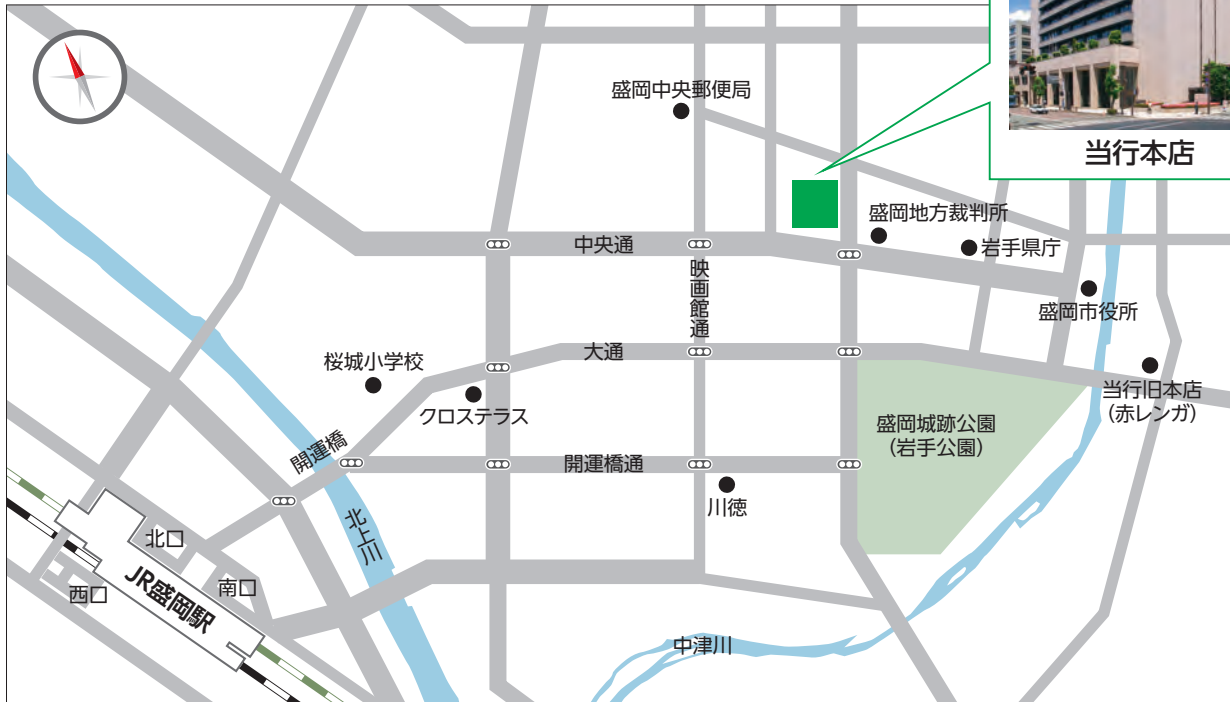 盛岡中央郵便局
当行本店
盛岡地方裁判所
岩手県庁
中央通
映画館通
盛岡市役所
大通
桜城小学校
クロステラス
当行旧本店
(赤レンガ)
盛岡城跡公園
(岩手公園)
開運橋
開運橋通
川徳
北上川
北口
南口
西口
JR盛岡駅
中津川